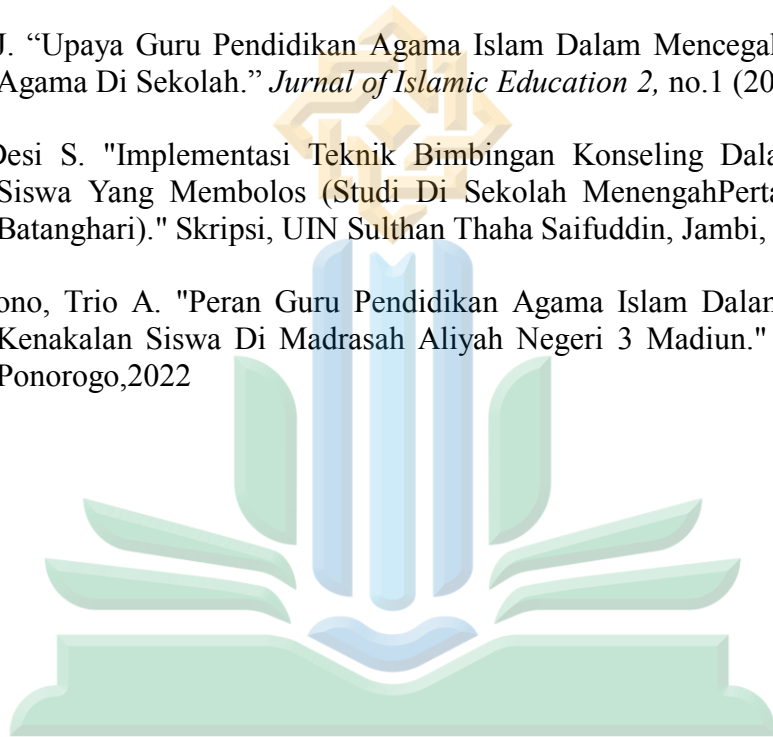 J. “Upaya Guru Pendidikan Agama Islam Dalam Mencegah
Agama Di Sekolah.” Jurnal of Islamic Education 2, no.1 (20
Desi S. "Implementasi Teknik Bimbingan Konseling Dala
Siswa Yang Membolos (Studi Di Sekolah MenengahPerta
Batanghari)." Skripsi, UIN Sulthan Thaha Saifuddin, Jambi,
ono, Trio A. "Peran Guru Pendidikan Agama Islam Dalam
Kenakalan Siswa Di Madrasah Aliyah Negeri 3 Madiun."
Ponorogo,2022